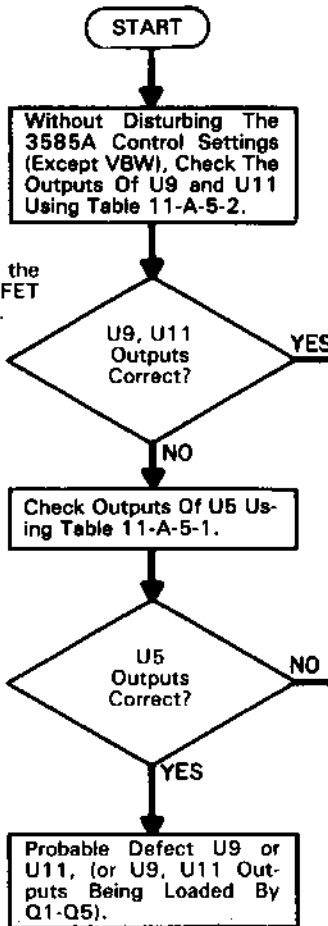 START
Without Disturbing The
3585A Control Settings
(Except VBW), Check The
Outputs Of U9 and U11
Using Table 11-A-5-2.
the
FET
U9, U11
Outputs
Correct?
YES
NO
Check Outputs Of U5 Us-
ing Table 11-A-5-1.
U5
Outputs
Correct?
NO
YES
Probable Defect U9 or
U11, (or U9, U11 Out-
puts Being Loaded By
Q1-Q5).